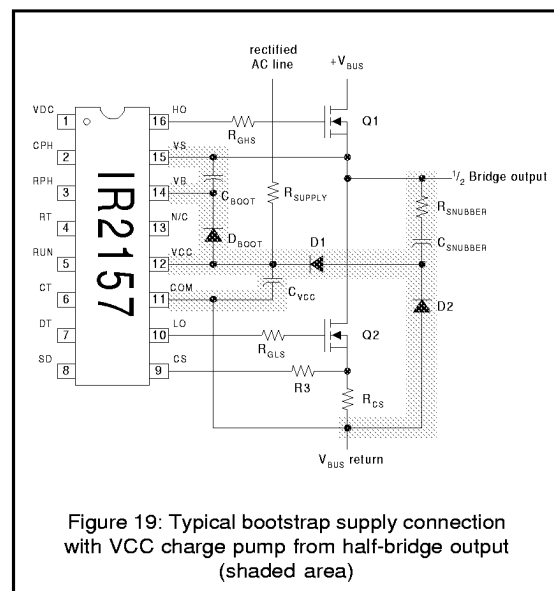 rectified
AC line
+VBUS
VDC
1
16
HO
RGHS
Q1
CPH
2
15
VS
½ Bridge output
RPH
3
14
VB
CBOOT
RSUPPLY
RSNUBBER
RT
4
13
N/C
DBOOT
CSNUBBER
RUN
5
12
VCC
D1
CT
6
11
COM
CVCC
D2
DT
7
10
LO
RGLS
Q2
SD
8
9
CS
R3
RCS
IR2157
VBUS return
Figure 19: Typical bootstrap supply connection
with VCC charge pump from half-bridge output
(shaded area)